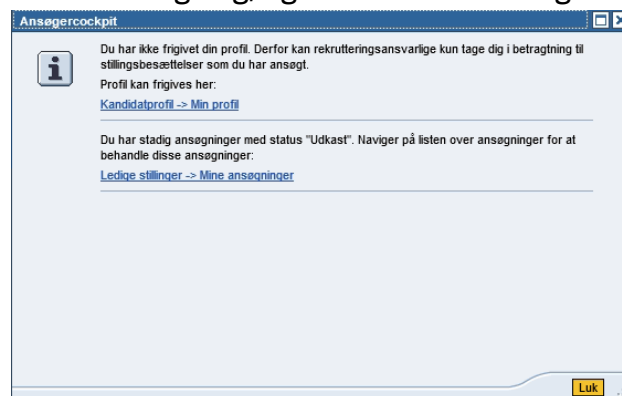 Ansøgercockpit
Du har ikke frigivet din profil. Derfor kan rekrutteringsansvarlige kun tage dig i betragtning til
stillingsbesættelser som du har ansøgt.
Profil kan frigives her:
Kandidatprofil -> Min profil
Du har stadig ansøgninger med status "Udkast". Naviger på listen over ansøgninger for at
behandle disse ansøgninger:
Ledige stillinger -> Mine ansøgninger
Luk